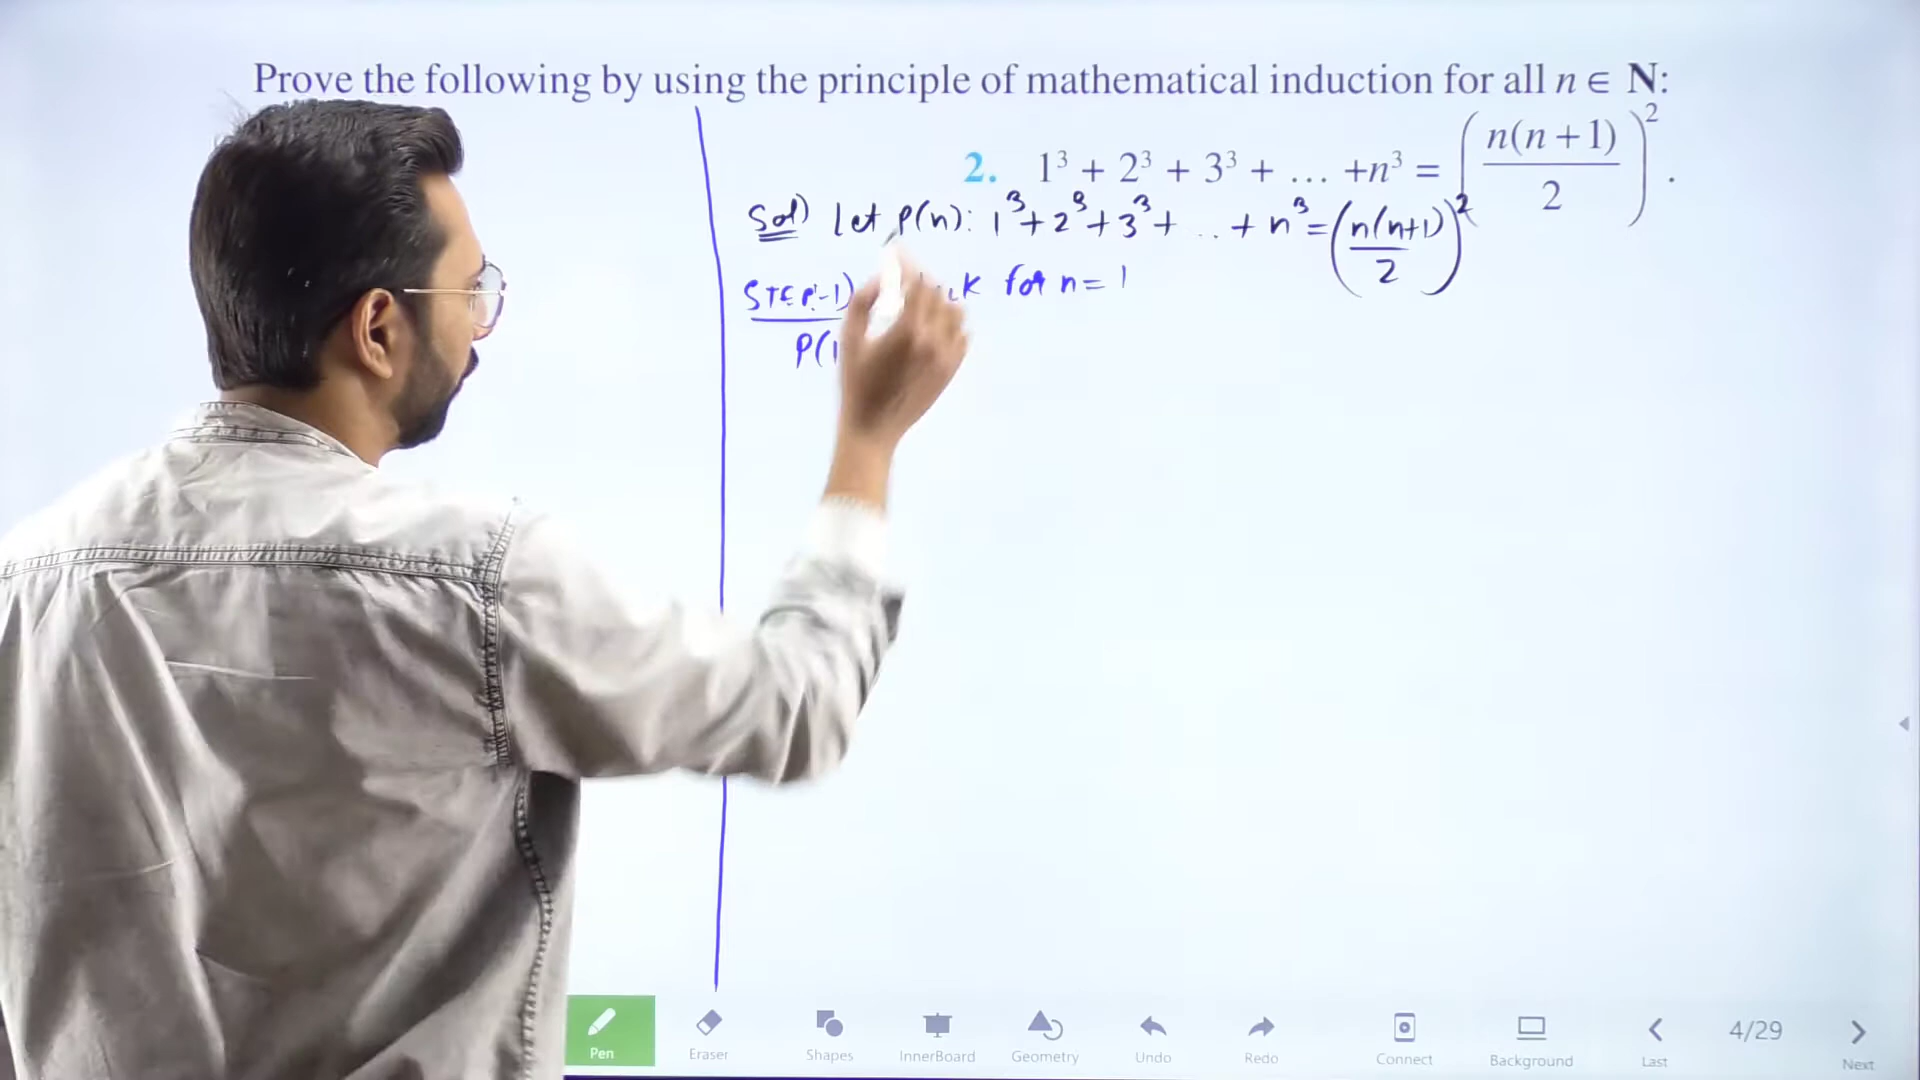 Prove the following by using the principle of mathematical induction for all n ∈ N:
2. 1³ + 2³ + 3³ + … +n³ = (n(n+1)/2)².
Sol) Let P(n): 1³+2³+3³+ .. + n³=(n(n+1)/2)²
STEP-1) for n=1
P(1
Pen
Eraser
Shapes
InnerBoard
Geometry
Undo
Redo
Connect
Background
Last
4/29
Next